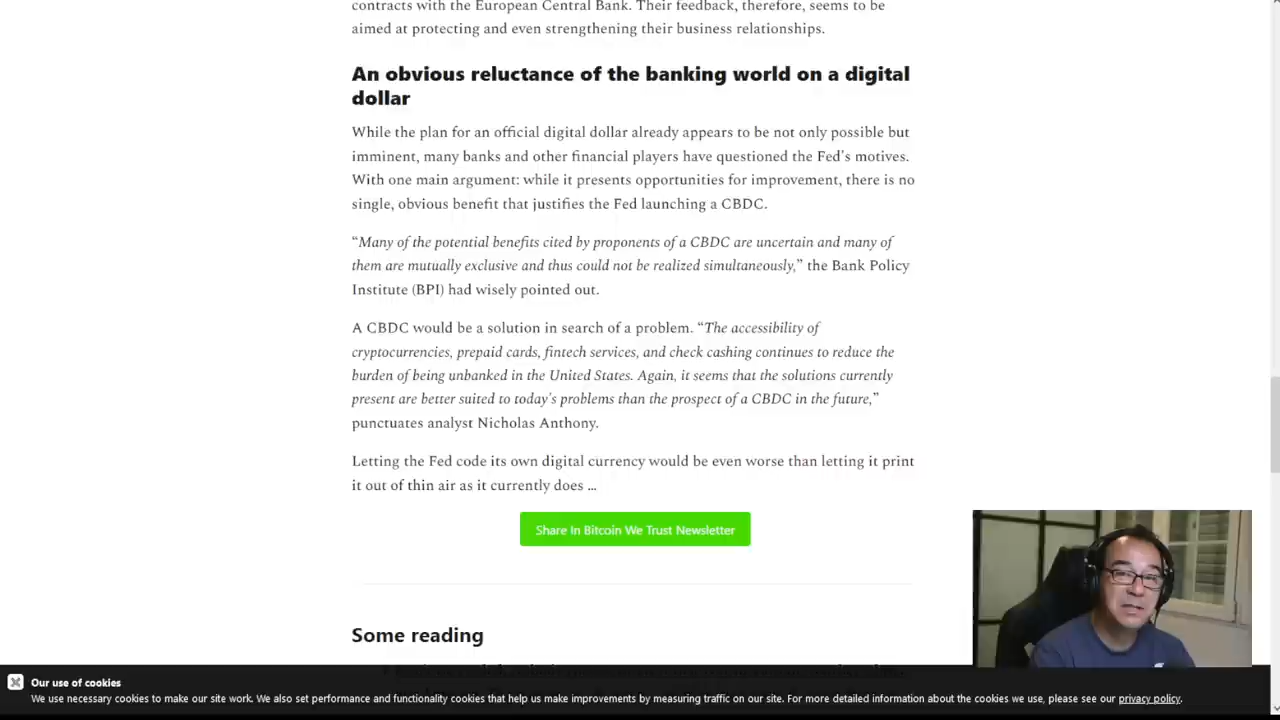 contracts with the European Central Bank. Their feedback, therefore, seems to be
aimed at protecting and even strengthening their business relationships.
An obvious reluctance of the banking world on a digital
dollar
While the plan for an official digital dollar already appears to be not only possible but
imminent, many banks and other financial players have questioned the Fed's motives.
With one main argument: while it presents opportunities for improvement, there is no
single, obvious benefit that justifies the Fed launching a CBDC.
“Many of the potential benefits cited by proponents of a CBDC are uncertain and many of
them are mutually exclusive and thus could not be realized simultaneously,” the Bank Policy
Institute (BPI) had wisely pointed out.
A CBDC would be a solution in search of a problem. “The accessibility of
cryptocurrencies, prepaid cards, fintech services, and check cashing continues to reduce the
burden of being unbanked in the United States. Again, it seems that the solutions currently
present are better suited to today's problems than the prospect of a CBDC in the future,”
punctuates analyst Nicholas Anthony.
Letting the Fed code its own digital currency would be even worse than letting it print
it out of thin air as it currently does ...
Share In Bitcoin We Trust Newsletter
Some reading
Our use of cookies
We use necessary cookies to make our site work. We also set performance and functionality cookies that help us make improvements by measuring traffic on our site. For more detailed information about the cookies we use, please see our privacy policy.